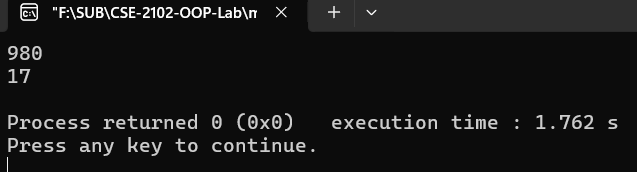 "F:\SUB\CSE-2102-OOP-Lab\m
980
17
Process returned 0 (0x0)   execution time : 1.762 s
Press any key to continue.